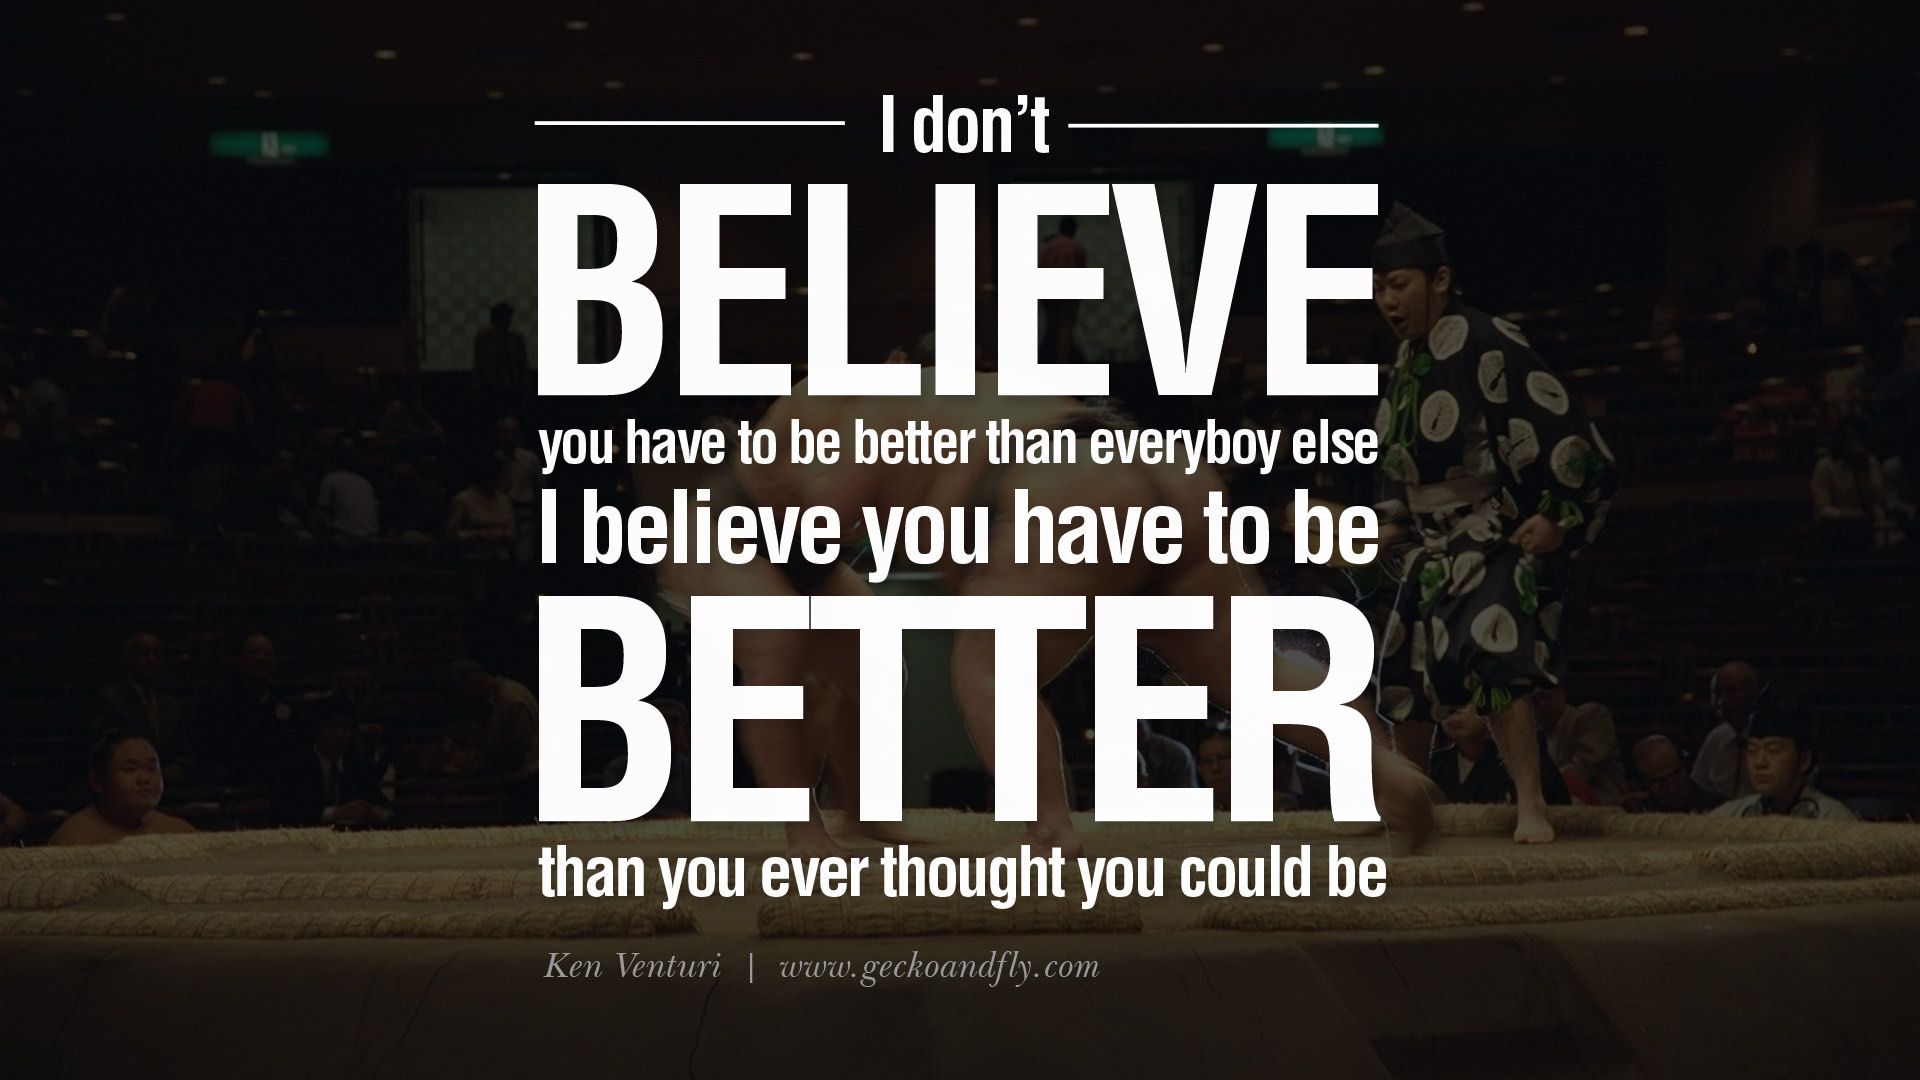 I don’t
BELIEVE
you have to be better than everyboy else
I believe you have to be
BETTER
than you ever thought you could be
Ken Venturi | www.geckoandfly.com